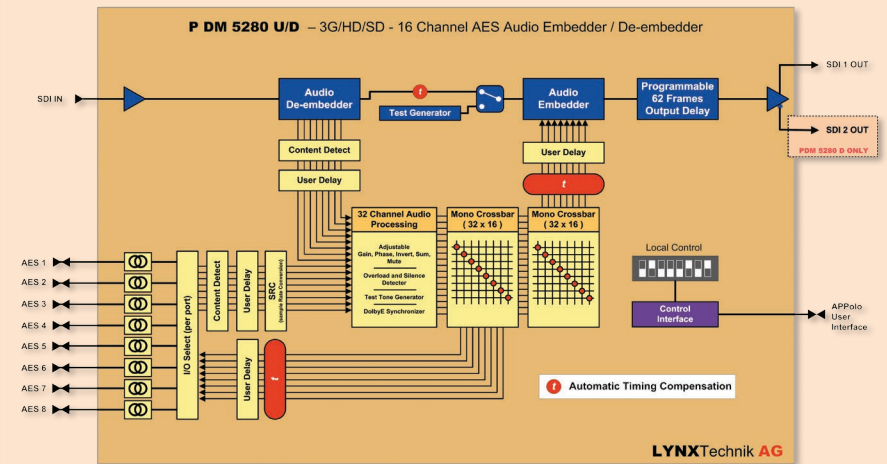 P DM 5280 U/D – 3G/HD/SD - 16 Channel AES Audio Embedder / De-embedder
SDI IN
Audio
De-embedder
t
Test Generator
Audio
Embedder
Programmable
62 Frames
Output Delay
SDI 1 OUT
SDI 2 OUT
PDM 5280 D ONLY
Content Detect
User Delay
User Delay
t
32 Channel Audio
Processing
Adjustable
Gain, Phase, Invert, Sum,
Mute
Overload and Silence
Detector
Test Tone Generator
DolbyE Synchronizer
Mono Crossbar
( 32 x 16 )
Mono Crossbar
( 32 x 16 )
Local Control
Control
Interface
APPolo
User
Interface
AES 1
AES 2
AES 3
AES 4
AES 5
AES 6
AES 7
AES 8
I/O Select (per port)
Content Detect
User Delay
SRC
(sample Rate Conversion)
User Delay
t
t Automatic Timing Compensation
LYNXTechnik AG